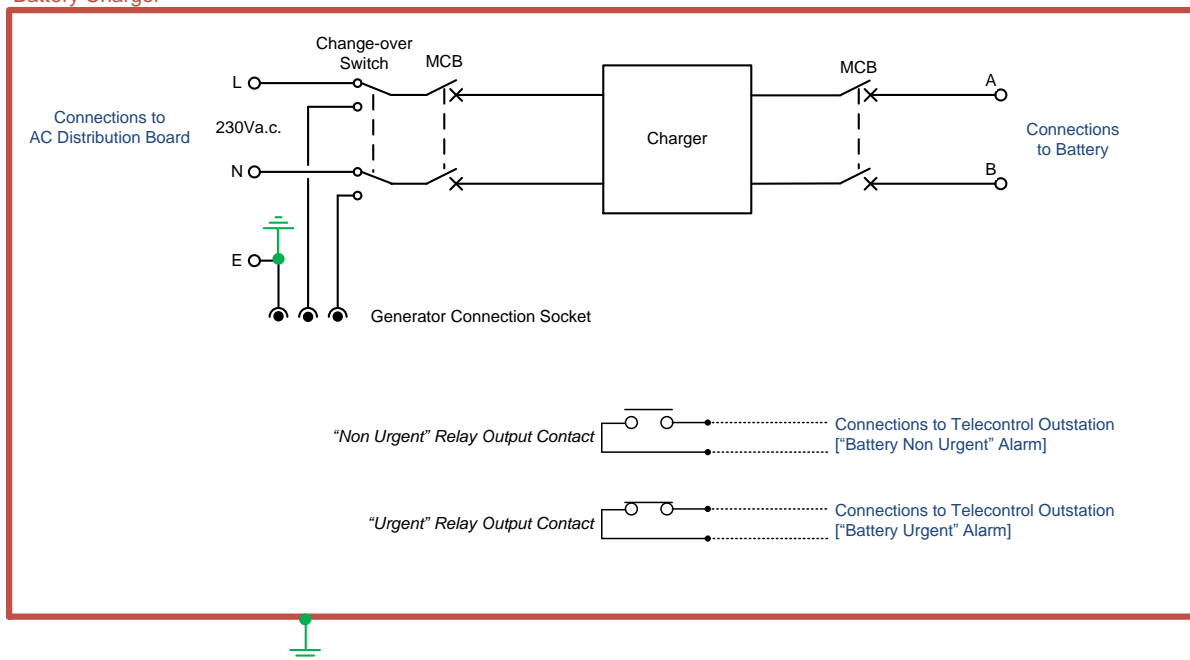 Battery Charger
Change-over
Switch
MCB
MCB
L
A
Connections to
AC Distribution Board
230Va.c.
Charger
Connections
to Battery
N
B
E
Generator Connection Socket
“Non Urgent” Relay Output Contact
Connections to Telecontrol Outstation
[“Battery Non Urgent” Alarm]
“Urgent” Relay Output Contact
Connections to Telecontrol Outstation
[“Battery Urgent” Alarm]